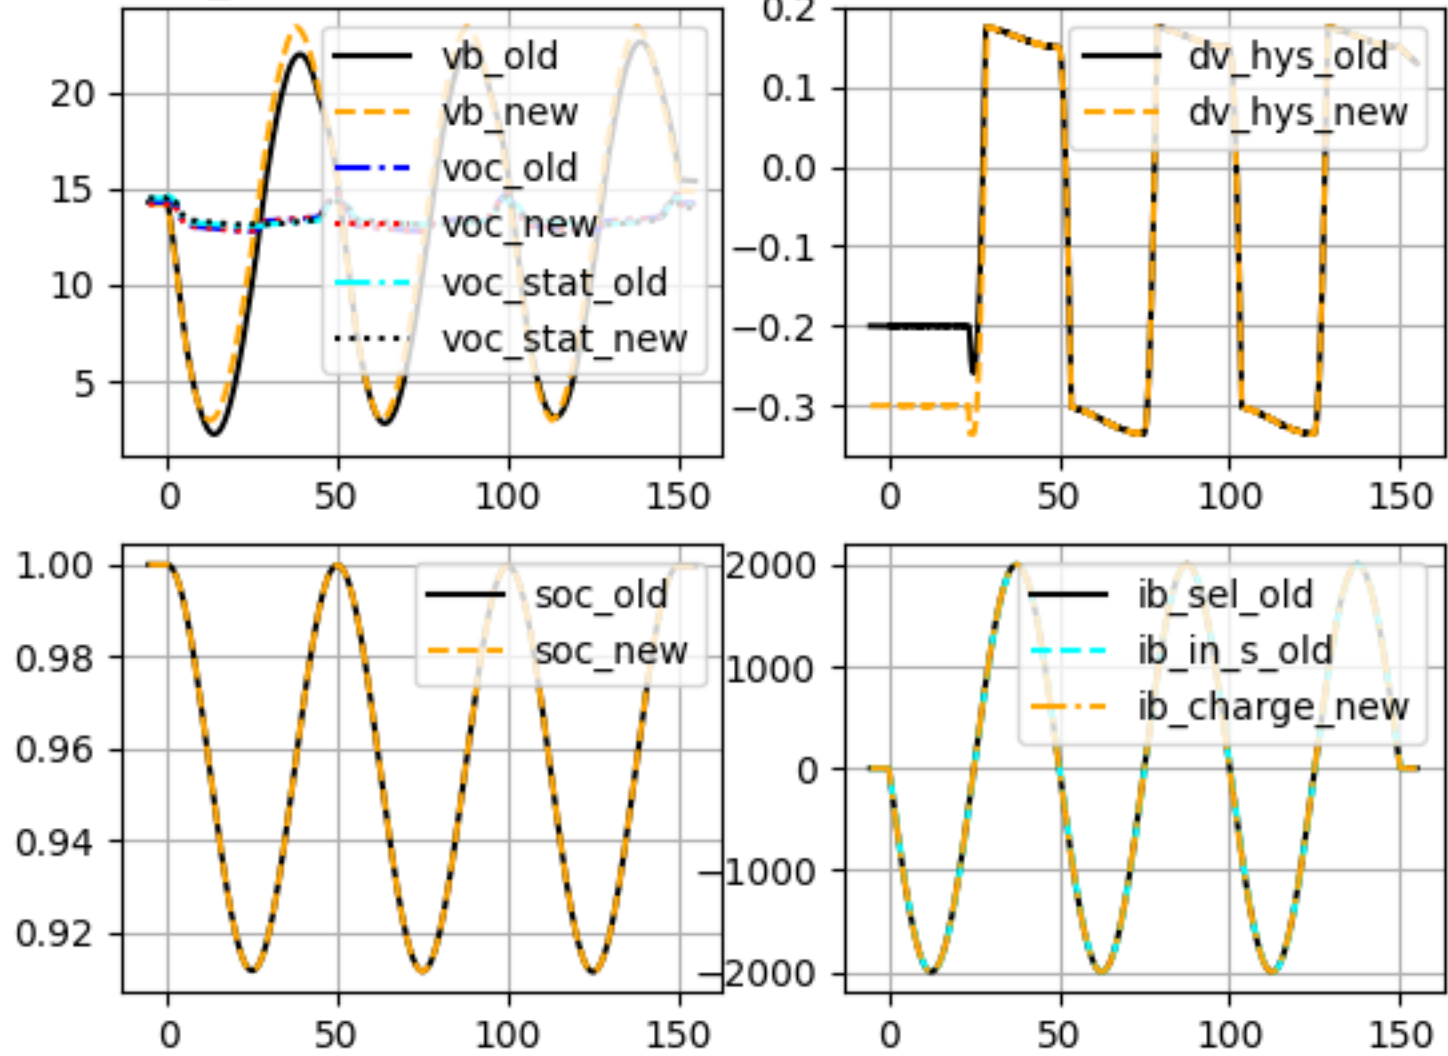 20
15
10
5
vb_old
vb_new
voc_old
voc_new
voc_stat_old
voc_stat_new
0 50 100 150
0.2
0.1
0.0
−0.1
−0.2
−0.3
dv_hys_old
dv_hys_new
0 50 100 150
1.00
0.98
0.96
0.94
0.92
soc_old
soc_new
0 50 100 150
2000
1000
0
−1000
−2000
ib_sel_old
ib_in_s_old
ib_charge_new
0 50 100 150